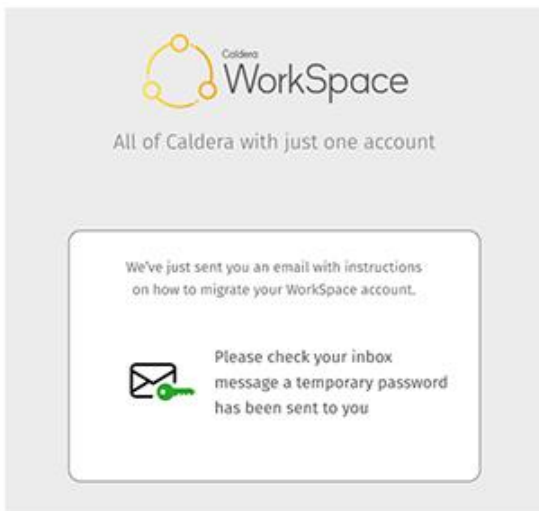 Caldera
WorkSpace
All of Caldera with just one account
We've just sent you an email with instructions
on how to migrate your WorkSpace account.
Please check your inbox
message a temporary password
has been sent to you